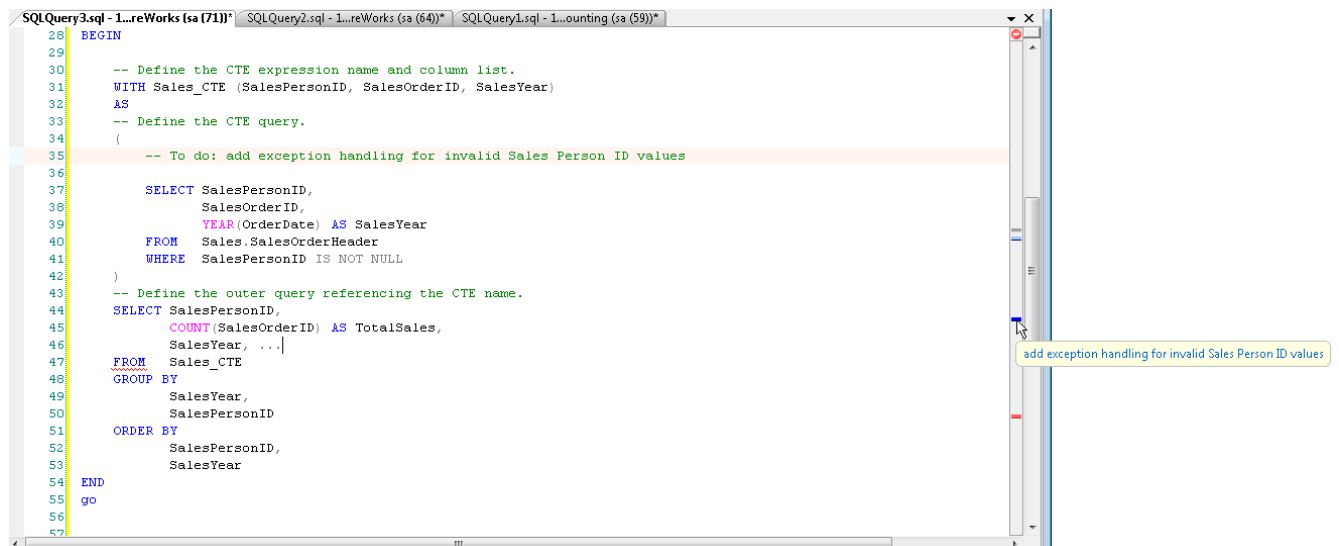 SQLQuery3.sql - 1...reWorks (sa (71))* SQLQuery2.sql - 1...reWorks (sa (64))* SQLQuery1.sql - 1...ounting (sa (59))*
28 BEGIN
29
30 -- Define the CTE expression name and column list.
31 WITH Sales_CTE (SalesPersonID, SalesOrderID, SalesYear)
32 AS
33 -- Define the CTE query.
34 (
35 -- To do: add exception handling for invalid Sales Person ID values
36
37 SELECT SalesPersonID,
38 SalesOrderID,
39 YEAR(OrderDate) AS SalesYear
40 FROM Sales.SalesOrderHeader
41 WHERE SalesPersonID IS NOT NULL
42 )
43 -- Define the outer query referencing the CTE name.
44 SELECT SalesPersonID,
45 COUNT(SalesOrderID) AS TotalSales,
46 SalesYear, ...
add exception handling for invalid Sales Person ID values
47 FROM Sales_CTE
48 GROUP BY
49 SalesYear,
50 SalesPersonID
51 ORDER BY
52 SalesPersonID,
53 SalesYear
54 END
55 go
56
57